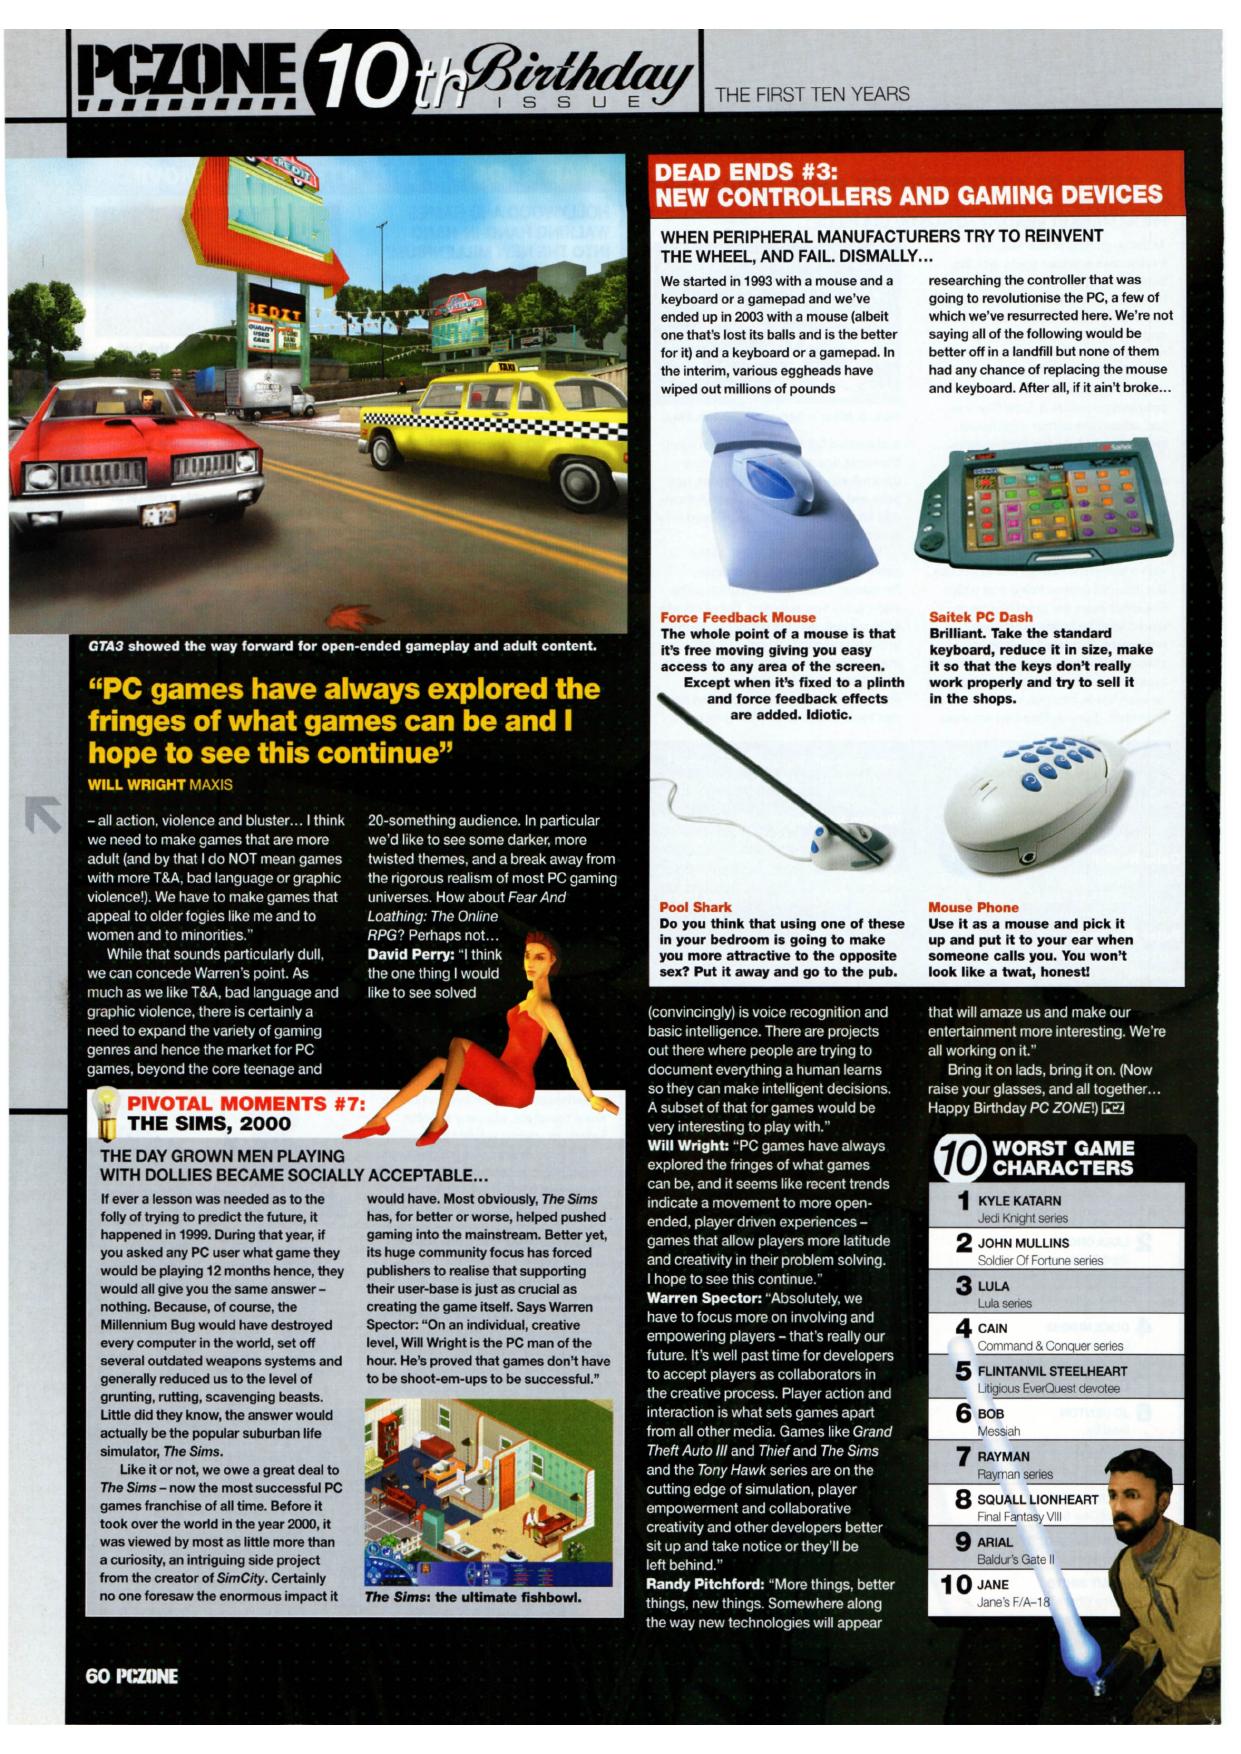 PCZONE 10th Birthday
ISSUE
THE FIRST TEN YEARS
CREDIT
REDIT
QUALITY
USED
CARS
TAXI
GTA3 showed the way forward for open-ended gameplay and adult content.
“PC games have always explored the
fringes of what games can be and I
hope to see this continue”
WILL WRIGHT MAXIS
– all action, violence and bluster... I think
we need to make games that are more
adult (and by that I do NOT mean games
with more T&A, bad language or graphic
violence!). We have to make games that
appeal to older fogies like me and to
women and to minorities.”
While that sounds particularly dull,
we can concede Warren's point. As
much as we like T&A, bad language and
graphic violence, there is certainly a
need to expand the variety of gaming
genres and hence the market for PC
games, beyond the core teenage and
20-something audience. In particular
we'd like to see some darker, more
twisted themes, and a break away from
the rigorous realism of most PC gaming
universes. How about Fear And
Loathing: The Online
RPG? Perhaps not...
David Perry: “I think
the one thing I would
like to see solved
PIVOTAL MOMENTS #7:
THE SIMS, 2000
THE DAY GROWN MEN PLAYING
WITH DOLLIES BECAME SOCIALLY ACCEPTABLE...
If ever a lesson was needed as to the
folly of trying to predict the future, it
happened in 1999. During that year, if
you asked any PC user what game they
would be playing 12 months hence, they
would all give you the same answer –
nothing. Because, of course, the
Millennium Bug would have destroyed
every computer in the world, set off
several outdated weapons systems and
generally reduced us to the level of
grunting, rutting, scavenging beasts.
Little did they know, the answer would
actually be the popular suburban life
simulator, The Sims.
Like it or not, we owe a great deal to
The Sims – now the most successful PC
games franchise of all time. Before it
took over the world in the year 2000, it
was viewed by most as little more than
a curiosity, an intriguing side project
from the creator of SimCity. Certainly
no one foresaw the enormous impact it
would have. Most obviously, The Sims
has, for better or worse, helped pushed
gaming into the mainstream. Better yet,
its huge community focus has forced
publishers to realise that supporting
their user-base is just as crucial as
creating the game itself. Says Warren
Spector: “On an individual, creative
level, Will Wright is the PC man of the
hour. He's proved that games don't have
to be shoot-em-ups to be successful.”
The Sims: the ultimate fishbowl.
DEAD ENDS #3:
NEW CONTROLLERS AND GAMING DEVICES
WHEN PERIPHERAL MANUFACTURERS TRY TO REINVENT
THE WHEEL, AND FAIL. DISMALLY...
We started in 1993 with a mouse and a
keyboard or a gamepad and we've
ended up in 2003 with a mouse (albeit
one that's lost its balls and is the better
for it) and a keyboard or a gamepad. In
the interim, various eggheads have
wiped out millions of pounds
researching the controller that was
going to revolutionise the PC, a few of
which we've resurrected here. We're not
saying all of the following would be
better off in a landfill but none of them
had any chance of replacing the mouse
and keyboard. After all, if it ain't broke...
Saitek
Force Feedback Mouse
The whole point of a mouse is that
it's free moving giving you easy
access to any area of the screen.
Except when it's fixed to a plinth
and force feedback effects
are added. Idiotic.
Saitek PC Dash
Brilliant. Take the standard
keyboard, reduce it in size, make
it so that the keys don't really
work properly and try to sell it
in the shops.
Pool Shark
Do you think that using one of these
in your bedroom is going to make
you more attractive to the opposite
sex? Put it away and go to the pub.
Mouse Phone
Use it as a mouse and pick it
up and put it to your ear when
someone calls you. You won't
look like a twat, honest!
(convincingly) is voice recognition and
basic intelligence. There are projects
out there where people are trying to
document everything a human learns
so they can make intelligent decisions.
A subset of that for games would be
very interesting to play with.”
Will Wright: “PC games have always
explored the fringes of what games
can be, and it seems like recent trends
indicate a movement to more open-
ended, player driven experiences –
games that allow players more latitude
and creativity in their problem solving.
I hope to see this continue.”
Warren Spector: “Absolutely, we
have to focus more on involving and
empowering players – that's really our
future. It's well past time for developers
to accept players as collaborators in
the creative process. Player action and
interaction is what sets games apart
from all other media. Games like Grand
Theft Auto III and Thief and The Sims
and the Tony Hawk series are on the
cutting edge of simulation, player
empowerment and collaborative
creativity and other developers better
sit up and take notice or they'll be
left behind.”
Randy Pitchford: “More things, better
things, new things. Somewhere along
the way new technologies will appear
that will amaze us and make our
entertainment more interesting. We're
all working on it.”
Bring it on lads, bring it on. (Now
raise your glasses, and all together...
Happy Birthday PC ZONE!) PCZ
10 WORST GAME
CHARACTERS
1 KYLE KATARN
Jedi Knight series
2 JOHN MULLINS
Soldier Of Fortune series
3 LULA
Lula series
4 CAIN
Command & Conquer series
5 FLINTANVIL STEELHEART
Litigious EverQuest devotee
6 BOB
Messiah
7 RAYMAN
Rayman series
8 SQUALL LIONHEART
Final Fantasy VIII
9 ARIAL
Baldur's Gate II
10 JANE
Jane's F/A–18
60 PCZONE